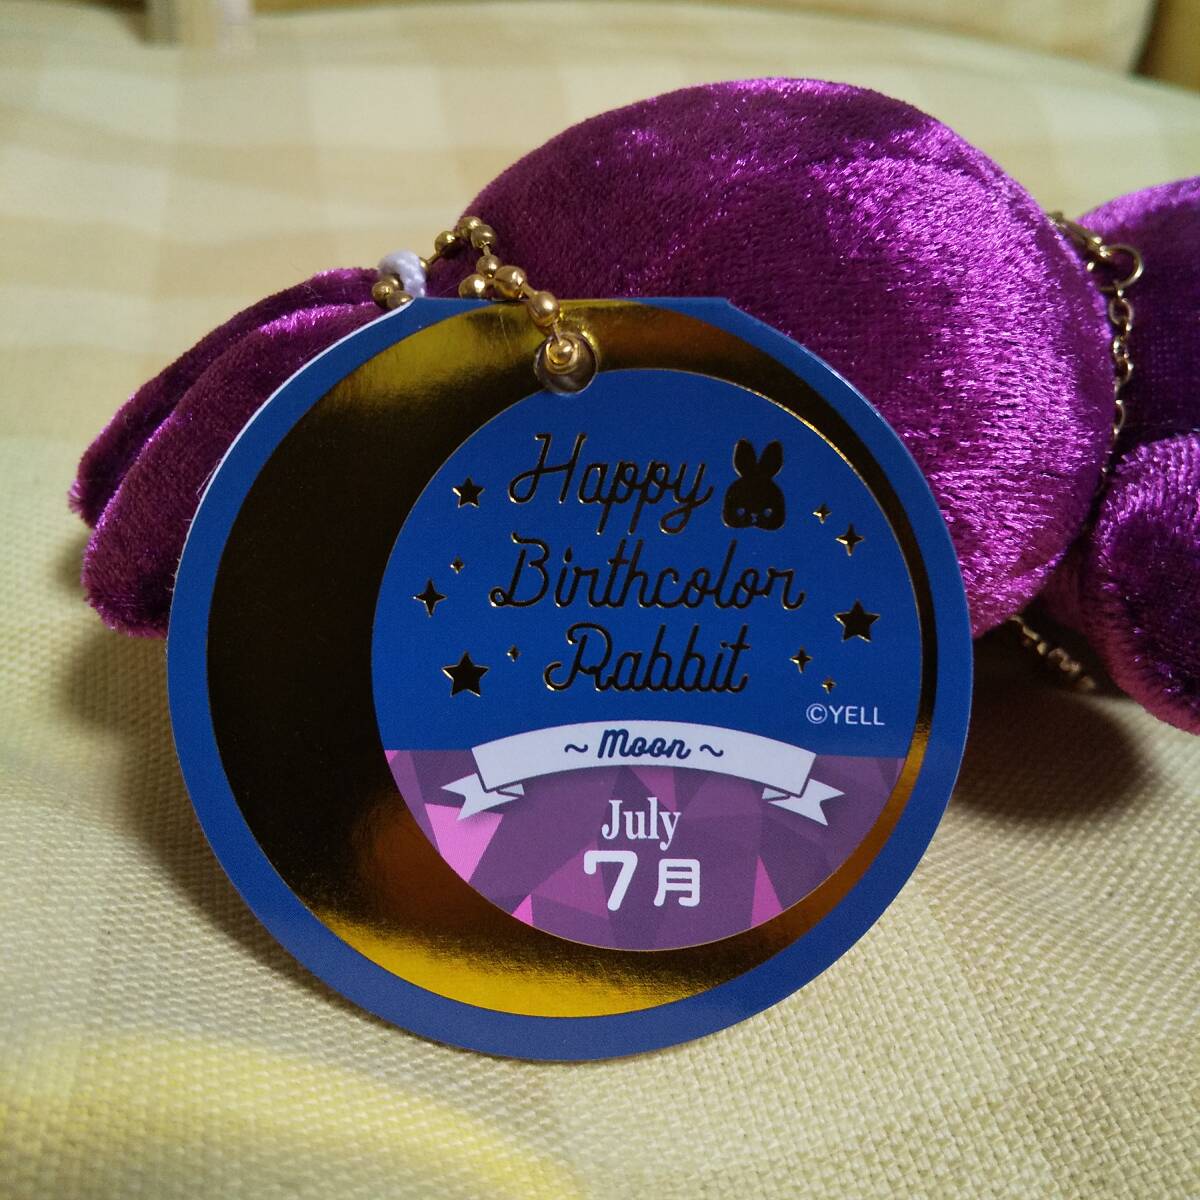 Happy
Birthcolor
Rabbit
©YELL
~ Moon ~
July
7月